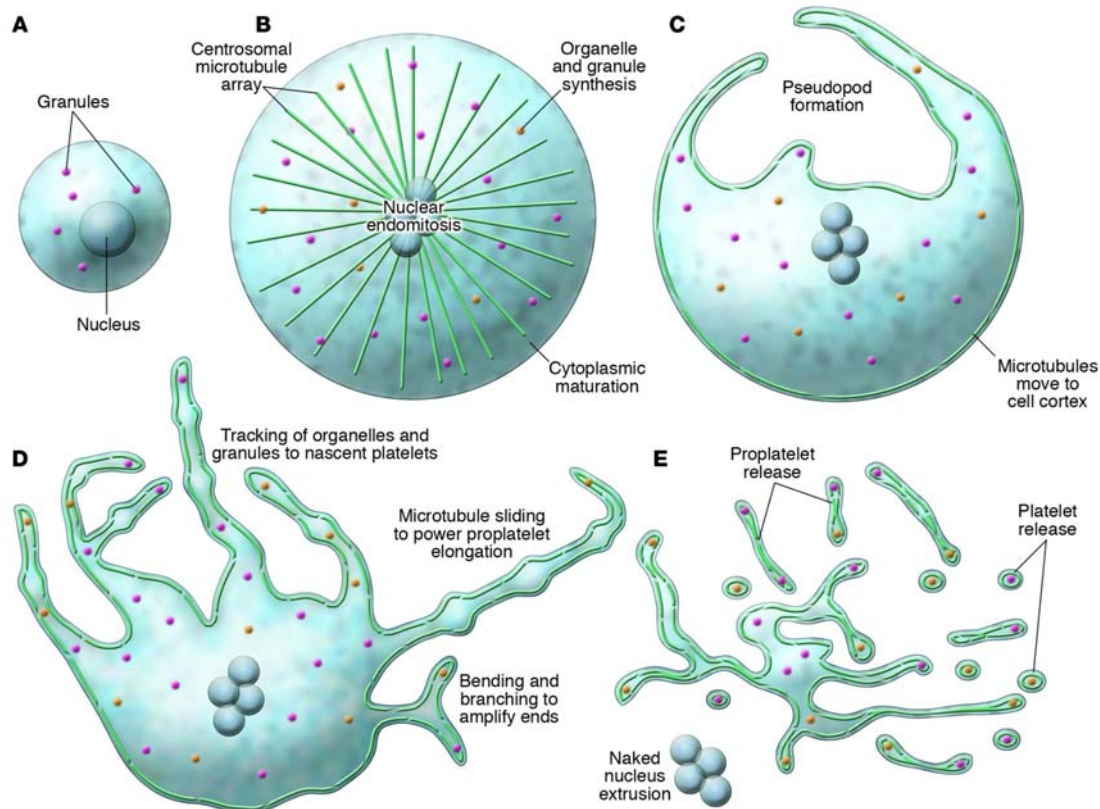 A
Granules
Nucleus
B
Centrosomal
microtubule
array
Organelle
and granule
synthesis
Nuclear
endomitosis
Cytoplasmic
maturation
C
Pseudopod
formation
Microtubules
move to
cell cortex
D
Tracking of organelles and
granules to nascent platelets
Microtubule sliding
to power proplatelet
elongation
Bending and
branching to
amplify ends
E
Proplatelet
release
Platelet
release
Naked
nucleus
extrusion